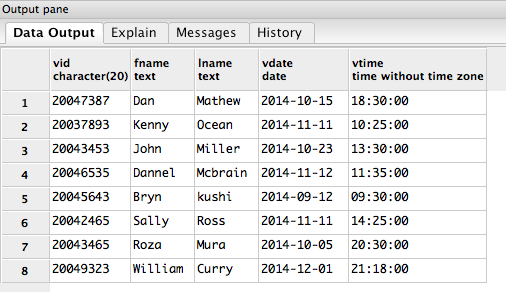 Output pane
Data Output Explain Messages History
vid fname lname vdate vtime
character(20) text text date time without time zone
1 20047387 Dan Mathew 2014-10-15 18:30:00
2 20037893 Kenny Ocean 2014-11-11 10:25:00
3 20043453 John Miller 2014-10-23 13:30:00
4 20046535 Dannel Mcbrain 2014-11-12 11:35:00
5 20045643 Bryn kushi 2014-09-12 09:30:00
6 20042465 Sally Ross 2014-11-11 14:25:00
7 20043465 Roza Mura 2014-10-05 20:30:00
8 20049323 William Curry 2014-12-01 21:18:00